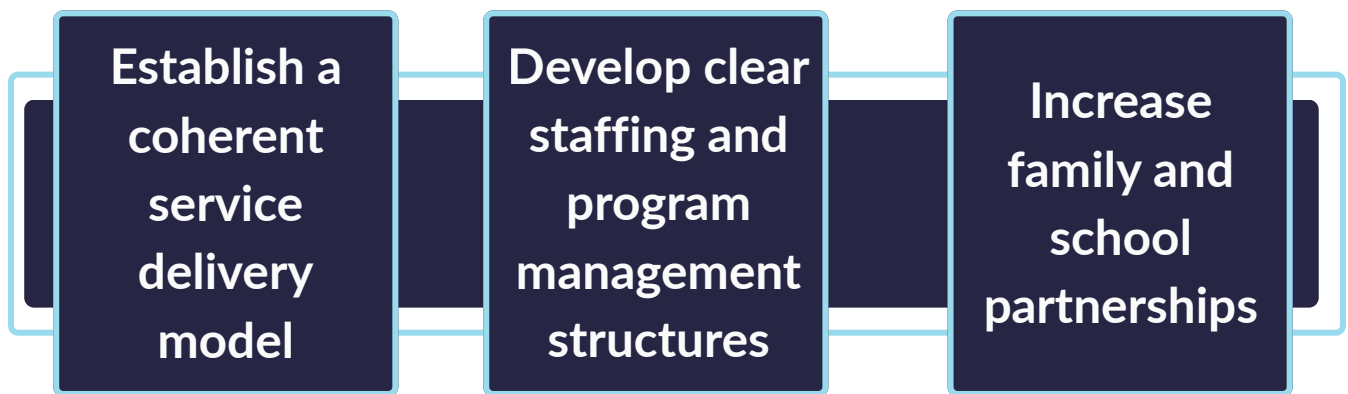 Establish a
coherent
service
delivery
model
Develop clear
staffing and
program
management
structures
Increase
family and
school
partnerships